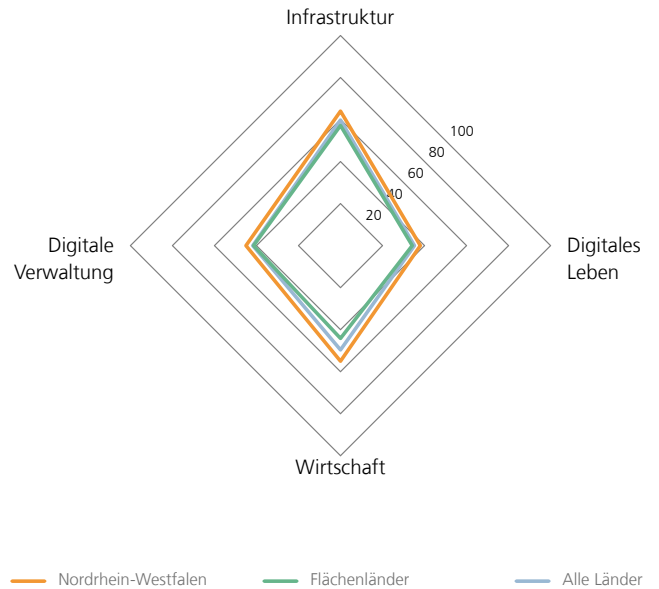 Infrastruktur
100
80
60
40
20
Digitale
Verwaltung
Digitales
Leben
Wirtschaft
Nordrhein-Westfalen
Flächenländer
Alle Länder